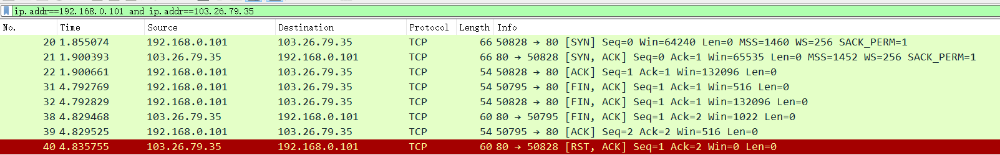 ip.addr==192.168.0.101 and ip.addr==103.26.79.35
No. Time Source Destination Protocol Length Info
20 1.855074 192.168.0.101 103.26.79.35 TCP 66 50828 → 80 [SYN] Seq=0 Win=64240 Len=0 MSS=1460 WS=256 SACK_PERM=1
21 1.900393 103.26.79.35 192.168.0.101 TCP 66 80 → 50828 [SYN, ACK] Seq=0 Ack=1 Win=65535 Len=0 MSS=1452 WS=256 SACK_PERM=1
22 1.900661 192.168.0.101 103.26.79.35 TCP 54 50828 → 80 [ACK] Seq=1 Ack=1 Win=132096 Len=0
31 4.792769 192.168.0.101 103.26.79.35 TCP 54 50795 → 80 [FIN, ACK] Seq=1 Ack=1 Win=516 Len=0
32 4.792829 192.168.0.101 103.26.79.35 TCP 54 50828 → 80 [FIN, ACK] Seq=1 Ack=1 Win=132096 Len=0
38 4.829468 103.26.79.35 192.168.0.101 TCP 60 80 → 50795 [FIN, ACK] Seq=1 Ack=2 Win=1022 Len=0
39 4.829525 192.168.0.101 103.26.79.35 TCP 54 50795 → 80 [ACK] Seq=2 Ack=2 Win=516 Len=0
40 4.835755 103.26.79.35 192.168.0.101 TCP 60 80 → 50828 [RST, ACK] Seq=1 Ack=2 Win=0 Len=0